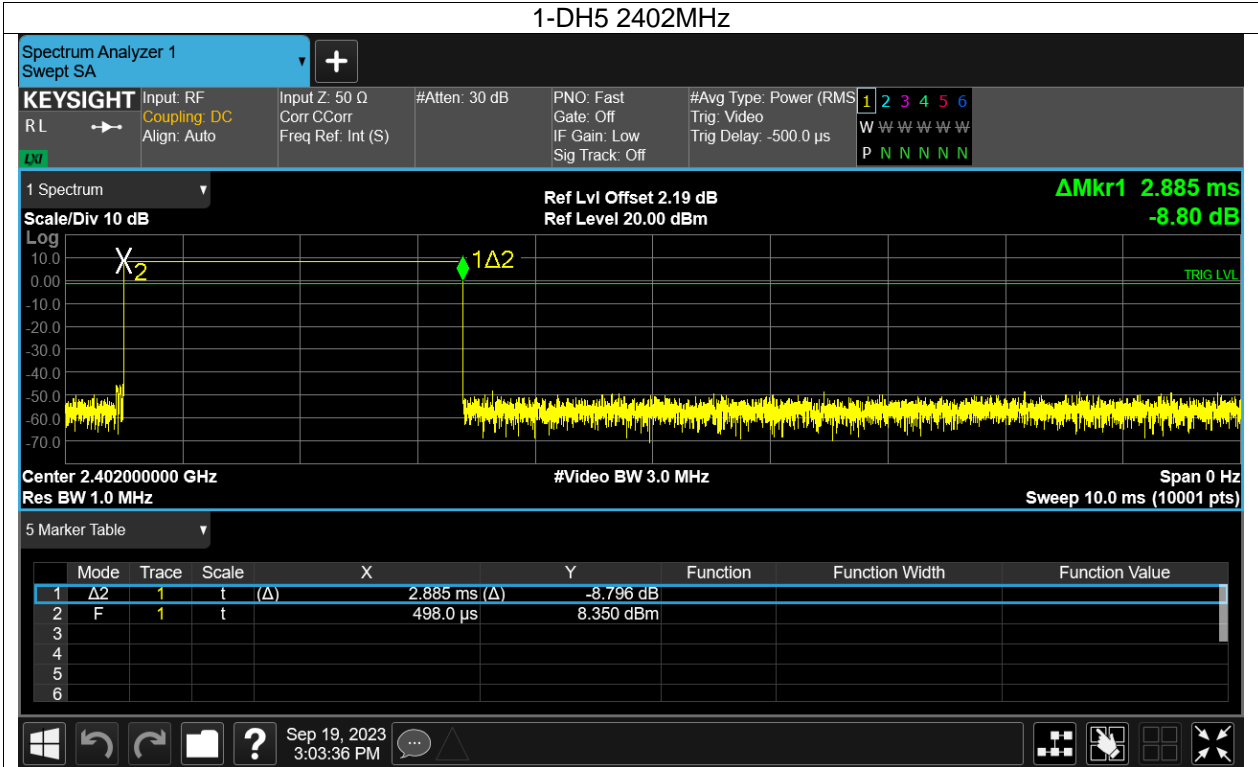 1-DH5 2402MHz
Spectrum Analyzer 1
Swept SA
KEYSIGHT
R L
LXI
Input: RF
Coupling: DC
Align: Auto
Input Z: 50 Ω
Corr CCorr
Freq Ref: Int (S)
#Atten: 30 dB
PNO: Fast
Gate: Off
IF Gain: Low
Sig Track: Off
#Avg Type: Power (RMS
Trig: Video
Trig Delay: -500.0 µs
1 2 3 4 5 6
W W W W W W
P N N N N N
1 Spectrum
Scale/Div 10 dB
Ref Lvl Offset 2.19 dB
Ref Level 20.00 dBm
ΔMkr1 2.885 ms
-8.80 dB
Log
10.0
0.00
-10.0
-20.0
-30.0
-40.0
-50.0
-60.0
-70.0
X2
1Δ2
TRIG LVL
Center 2.402000000 GHz
#Video BW 3.0 MHz
Span 0 Hz
Res BW 1.0 MHz
Sweep 10.0 ms (10001 pts)
5 Marker Table
Mode Trace Scale X Y Function Function Width Function Value
1 Δ2 1 t (Δ) 2.885 ms (Δ) -8.796 dB
2 F 1 t 498.0 µs 8.350 dBm
3
4
5
6
?
Sep 19, 2023
3:03:36 PM